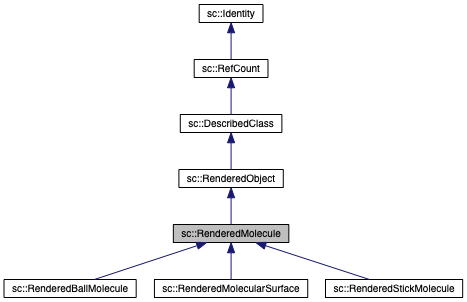 sc::Identity
sc::RefCount
sc::DescribedClass
sc::RenderedObject
sc::RenderedMolecule
sc::RenderedBallMolecule
sc::RenderedMolecularSurface
sc::RenderedStickMolecule